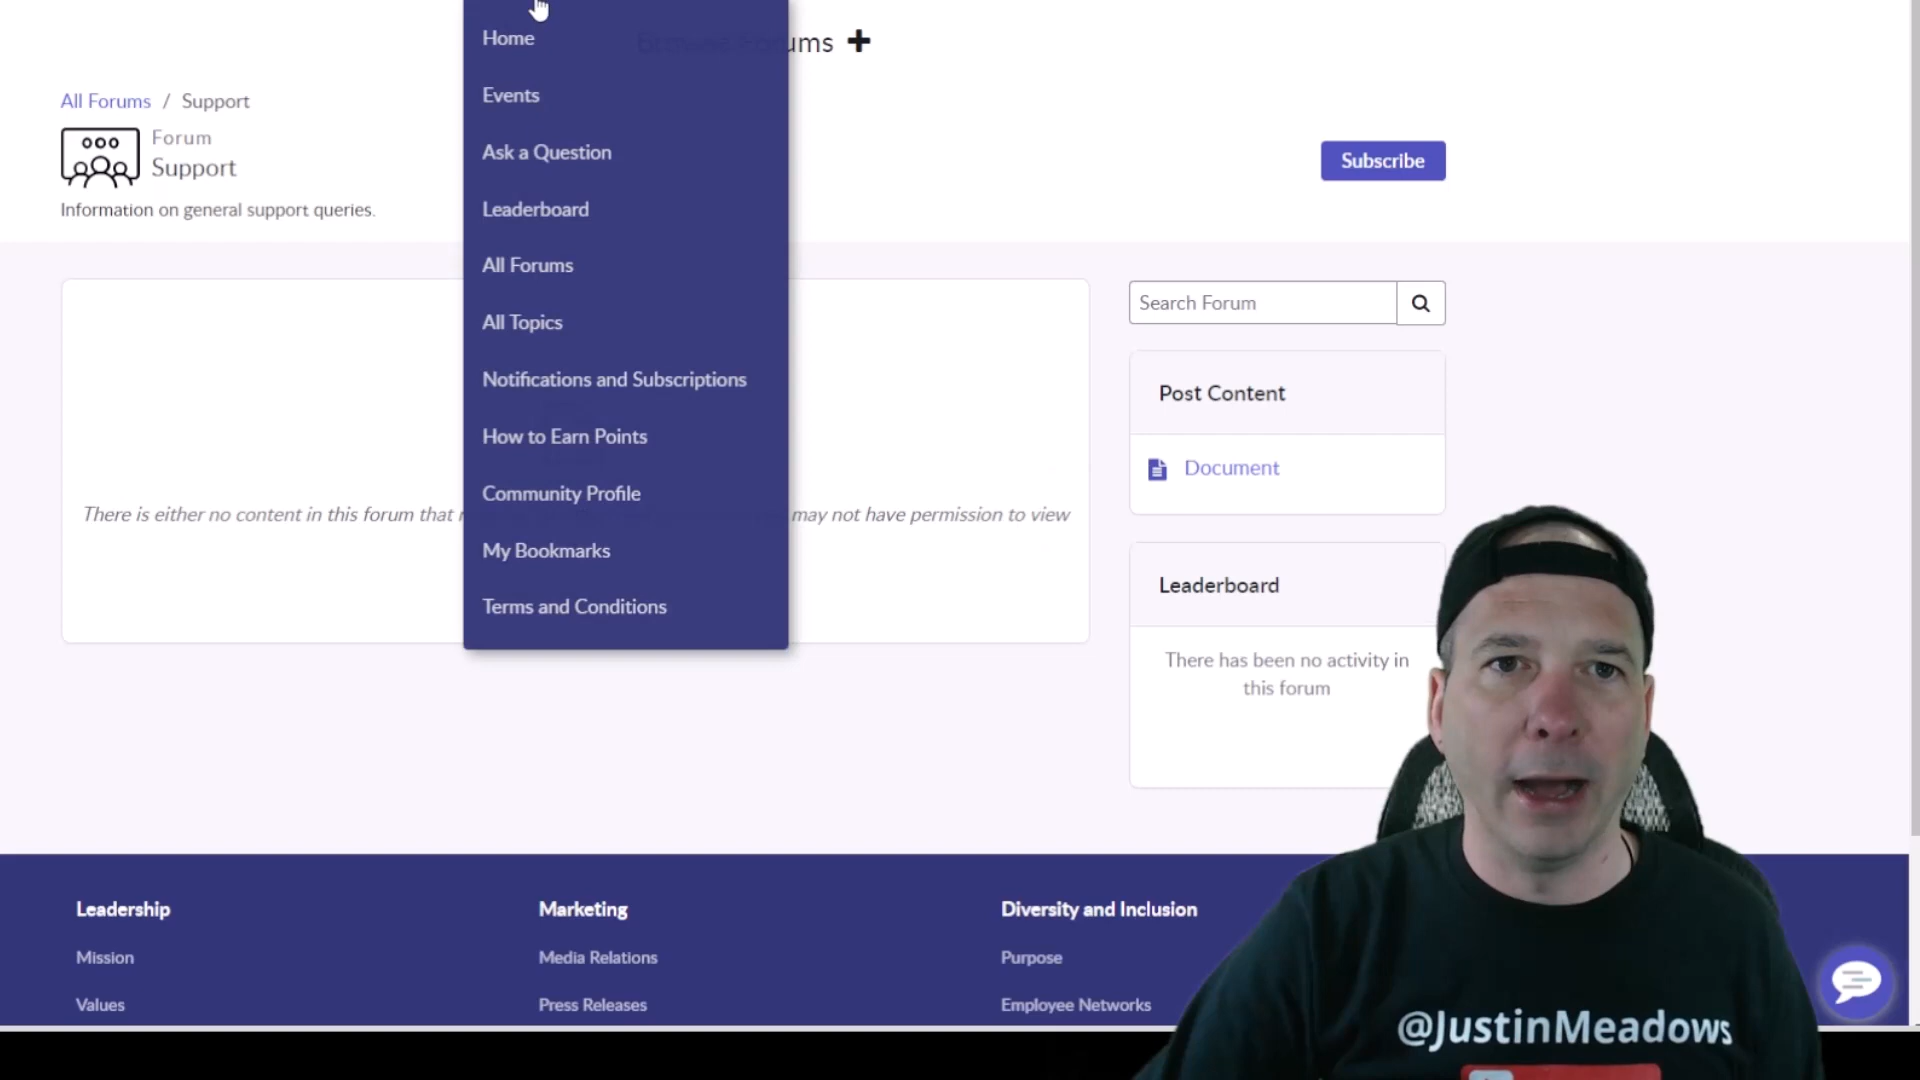 Home
ums
Events
All Forums / Support
Forum
Support
Ask a Question
Subscribe
Information on general support queries.
Leaderboard
All Forums
All Topics
Search Forum
Notifications and Subscriptions
Post Content
How to Earn Points
Document
Community Profile
There is either no content in this forum that
may not have permission to view
My Bookmarks
Leaderboard
Terms and Conditions
There has been no activity in
this forum
Leadership
Marketing
Diversity and Inclusion
Mission
Media Relations
Purpose
Values
Press Releases
Employee Networks
@JustinMeadows